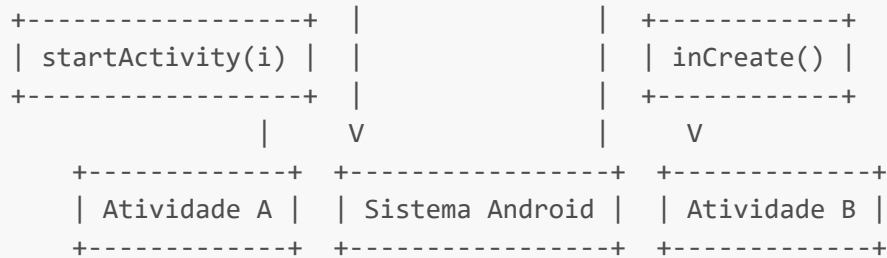 startActivity(i) inCreate()
V V
Atividade A Sistema Android Atividade B